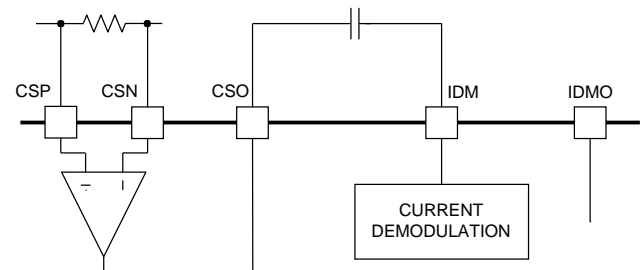 CSP
CSN
CSO
IDM
IDMO
CURRENT
DEMODULATION